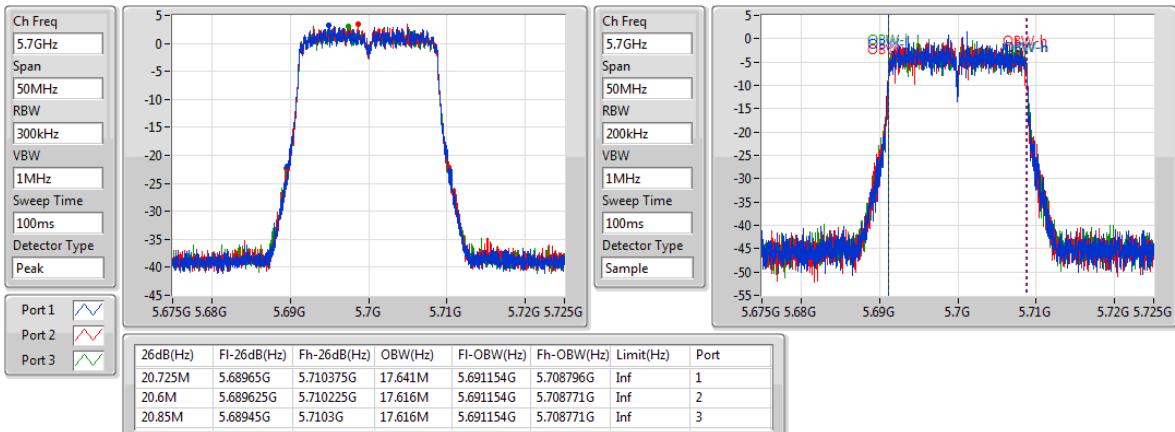 Ch Freq
5.7GHz
Span
50MHz
RBW
300kHz
VBW
1MHz
Sweep Time
100ms
Detector Type
Peak
5
0
-5
-10
-15
-20
-25
-30
-35
-40
-45
5.675G 5.68G 5.69G 5.7G 5.71G 5.72G 5.725G
Ch Freq
5.7GHz
Span
50MHz
RBW
200kHz
VBW
1MHz
Sweep Time
100ms
Detector Type
Sample
5
0
-5
-10
-15
-20
-25
-30
-35
-40
-45
-50
-55
OBW-h
OBW-h
5.675G 5.68G 5.69G 5.7G 5.71G 5.72G 5.725G
Port 1
Port 2
Port 3
26dB(Hz) Fl-26dB(Hz) Fh-26dB(Hz) OBW(Hz) Fl-OBW(Hz) Fh-OBW(Hz) Limit(Hz) Port
20.725M 5.68965G 5.710375G 17.641M 5.691154G 5.708796G Inf 1
20.6M 5.689625G 5.710225G 17.616M 5.691154G 5.708771G Inf 2
20.85M 5.68945G 5.7103G 17.616M 5.691154G 5.708771G Inf 3